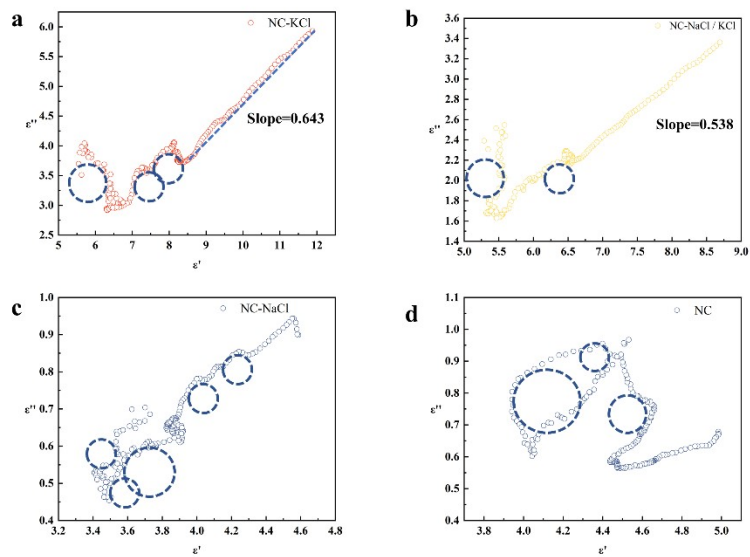 a
NC-KCl
Slope=0.643
ε''
6.0
5.5
5.0
4.5
4.0
3.5
3.0
2.5
5 6 7 8 9 10 11 12
ε'
b
NC-NaCl / KCl
Slope=0.538
ε''
3.6
3.4
3.2
3.0
2.8
2.6
2.4
2.2
2.0
1.8
1.6
1.4
5.0 5.5 6.0 6.5 7.0 7.5 8.0 8.5 9.0
ε'
c
NC-NaCl
ε''
1.0
0.9
0.8
0.7
0.6
0.5
0.4
3.2 3.4 3.6 3.8 4.0 4.2 4.4 4.6 4.8
ε'
d
NC
ε''
1.1
1.0
0.9
0.8
0.7
0.6
0.5
0.4
3.8 4.0 4.2 4.4 4.6 4.8 5.0
ε'